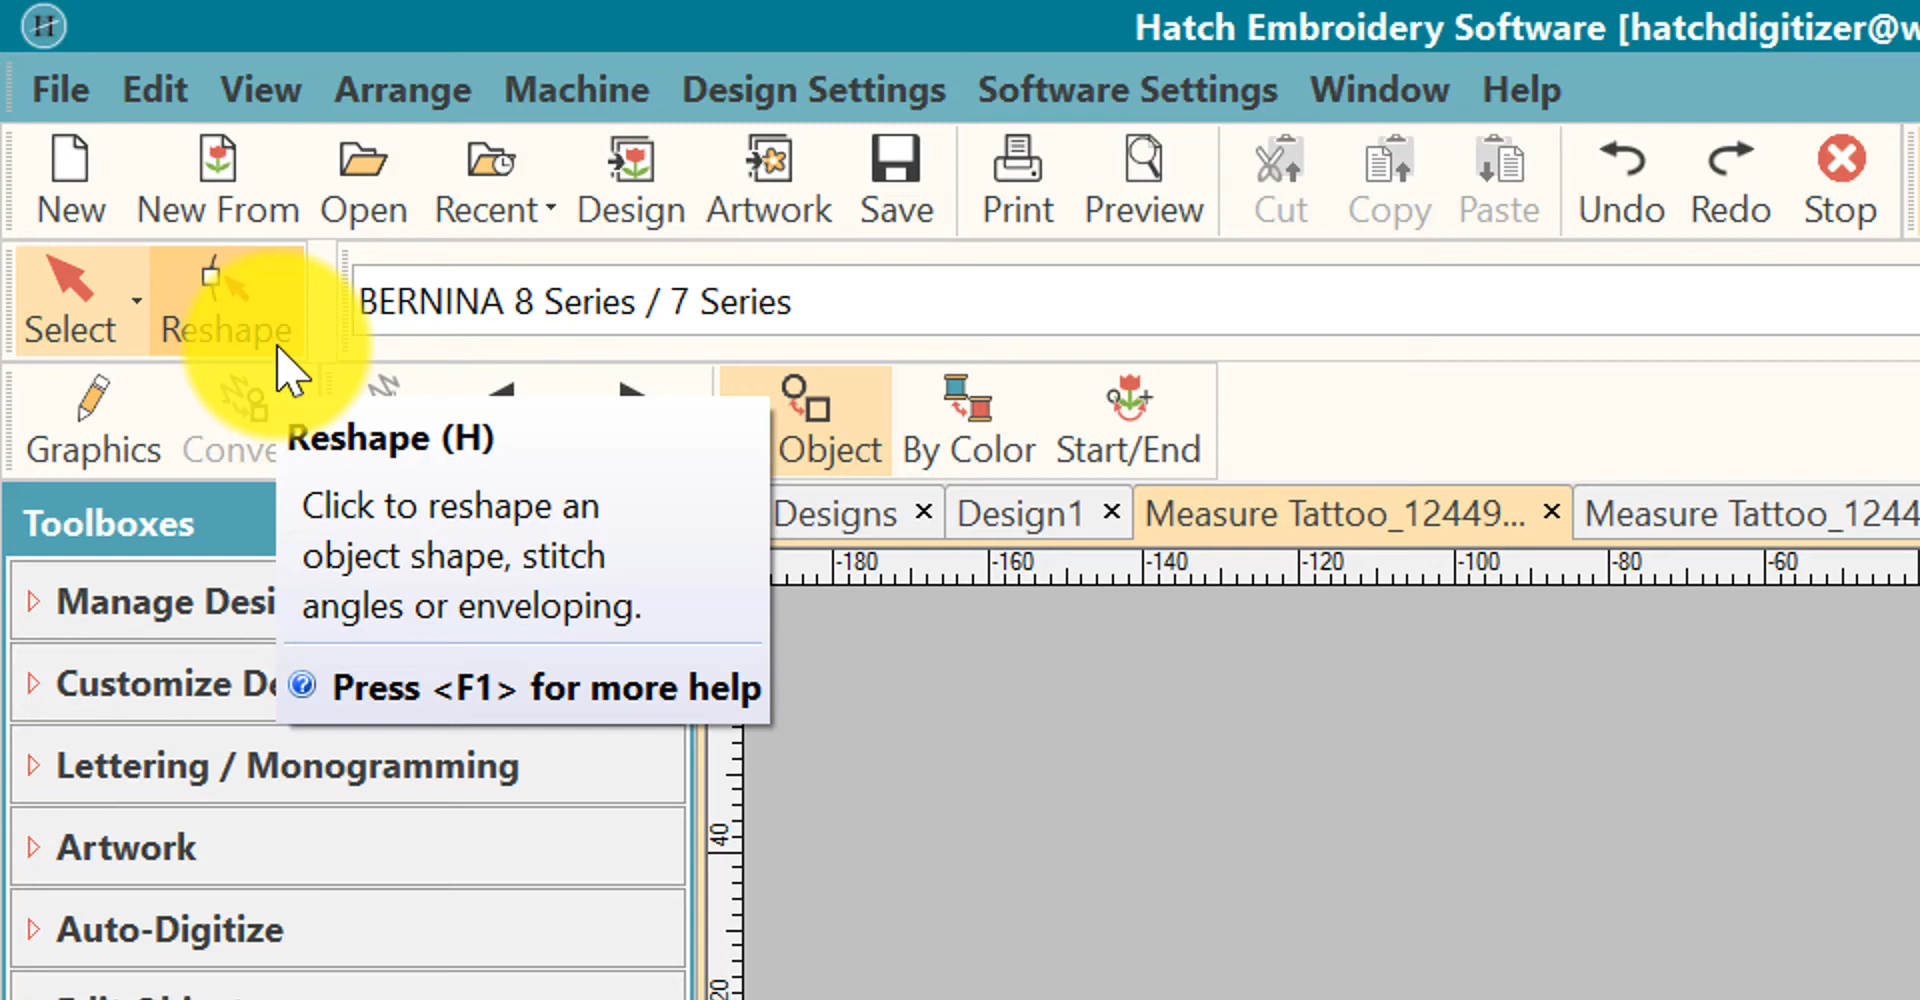 Hatch Embroidery Software [hatchdigitizer@w
File Edit View Arrange Machine Design Settings Software Settings Window Help
New New From Open Recent Design Artwork Save Print Preview Cut Copy Paste Undo Redo Stop
Select Reshape BERNINA 8 Series / 7 Series
Graphics Conve Object By Color Start/End
Reshape (H)
Click to reshape an
object shape, stitch
angles or enveloping.
Press <F1> for more help
Designs Design1 Measure Tattoo_12449... Measure Tattoo_1244
-180 -160 -140 -120 -100 -80 -60
Toolboxes
Manage Desi
Customize De
Lettering / Monogramming
Artwork
Auto-Digitize
40
20